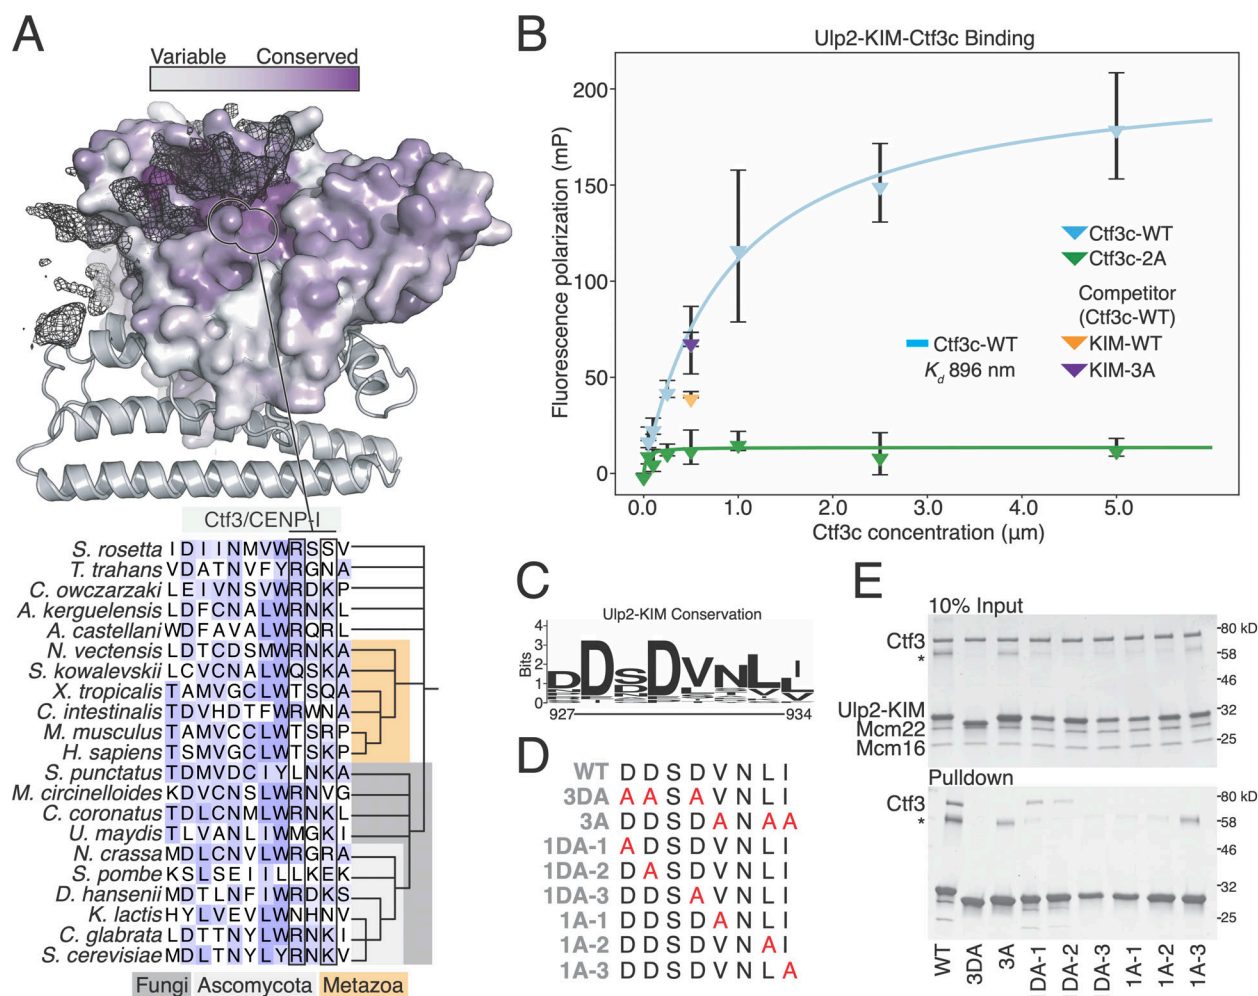 A
Variable Conserved
Ctf3/CENP-I
S. rosetta I D I I N M V W R S S V
T. trahans V D A T N V F Y R G N A
C. owczarzaki L E I V N S V W R D K P
A. kerguelensis L D F C N A L W R N K L
A. castellani W D F A V A L W R Q R L
N. vectensis L D T C D S M W R N K A
S. kowalevskii L C V C N A L W Q S K A
X. tropicalis T A M V G C L W T S Q A
C. intestinalis T D V H D T F W R W N A
M. musculus T A M V C C L W T S R P
H. sapiens T S M V G C L W T S K P
S. punctatus T D M V D C I Y L N K A
M. circinelloides K D V C N S L W R N V G
C. coronatus T D L C N M L W R N K L
U. maydis T L V A N L I W M G K I
N. crassa M D L C N V L W R G R A
S. pombe K S L S E I I L L K E K
D. hansenii M D T L N F I W R D K S
K. lactis H Y L V E V L W N H N V
C. glabrata L D T T N Y L W R N K I
S. cerevisiae M D L T N Y L Y R N K V
Fungi Ascomycota Metazoa
B
Ulp2-KIM-Ctf3c Binding
Fluorescence polarization (mP)
200
150
100
50
0
0.0 1.0 2.0 3.0 4.0 5.0
Ctf3c concentration (µm)
Ctf3c-WT
Ctf3c-2A
Competitor
(Ctf3c-WT)
KIM-WT
KIM-3A
Ctf3c-WT
Kd 896 nm
C
Ulp2-KIM Conservation
Bits
4
3
2
1
0
D D S D V N L I
927 934
D
WT D D S D V N L I
3DA A A S A V N L I
3A D D S D A N A A
1DA-1 A D S D V N L I
1DA-2 D A S D V N L I
1DA-3 D D S A V N L I
1A-1 D D S D A N L I
1A-2 D D S D V N A I
1A-3 D D S D V N L A
E
10% Input
Ctf3
*
Ulp2-KIM
Mcm22
Mcm16
80 kD
58
46
32
25
Pulldown
Ctf3
*
80 kD
58
46
32
25
WT
3DA
3A
DA-1
DA-2
DA-3
1A-1
1A-2
1A-3